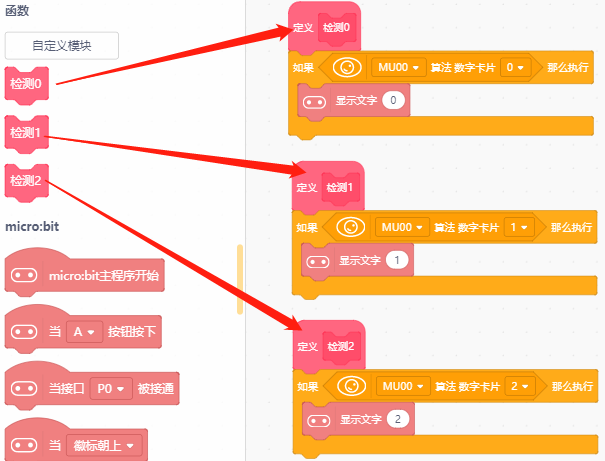 函数
自定义模块
检测0
检测1
检测2
micro:bit
micro:bit主程序开始
当 A 按钮按下
当接口 P0 被接通
当 徽标朝上
定义 检测0
如果 MU00 算法 数字卡片 0 那么执行
显示文字 0
定义 检测1
如果 MU00 算法 数字卡片 1 那么执行
显示文字 1
定义 检测2
如果 MU00 算法 数字卡片 2 那么执行
显示文字 2